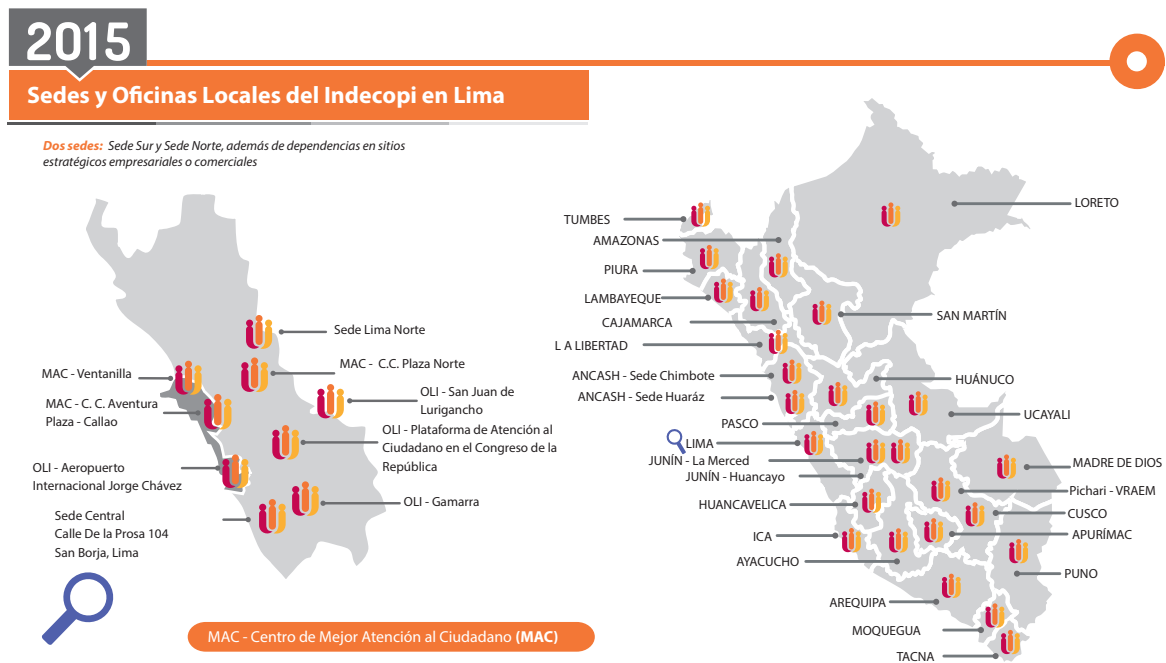 2015
Sedes y Oficinas Locales del Indecopi en Lima
Dos sedes: Sede Sur y Sede Norte, además de dependencias en sitios
estratégicos empresariales o comerciales
Sede Lima Norte
MAC - C.C. Plaza Norte
MAC - Ventanilla
OLI - San Juan de
Lurigancho
MAC - C. C. Aventura
Plaza - Callao
OLI - Plataforma de Atención al
Ciudadano en el Congreso de la
República
OLI - Aeropuerto
Internacional Jorge Chávez
OLI - Gamarra
Sede Central
Calle De la Prosa 104
San Borja, Lima
MAC - Centro de Mejor Atención al Ciudadano (MAC)
LORETO
TUMBES
AMAZONAS
PIURA
LAMBAYEQUE
CAJAMARCA
SAN MARTÍN
L A LIBERTAD
ANCASH - Sede Chimbote
HUÁNUCO
ANCASH - Sede Huaráz
UCAYALI
PASCO
LIMA
JUNÍN - La Merced
MADRE DE DIOS
JUNÍN - Huancayo
Pichari - VRAEM
HUANCAVELICA
CUSCO
ICA
APURÍMAC
AYACUCHO
PUNO
AREQUIPA
MOQUEGUA
TACNA